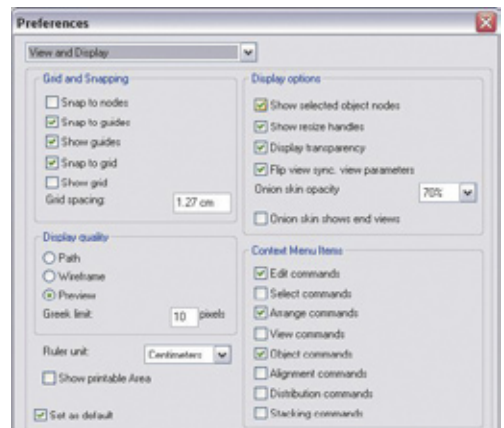 Preferences
View and Display
Grid and Snapping
Snap to nodes
Snap to guides
Show guides
Snap to grid
Show grid
Grid spacing:
1.27 cm
Display quality
Path
Wireframe
Preview
Greek limit:
10 pixels
Ruler unit:
Centimeters
Show printable Area
Set as default
Display options
Show selected object nodes
Show resize handles
Display transparency
Flip view sync. view parameters
Onion skin opacity
70%
Onion skin shows end views
Context Menu Items
Edit commands
Select commands
Arrange commands
View commands
Object commands
Alignment commands
Distribution commands
Stacking commands